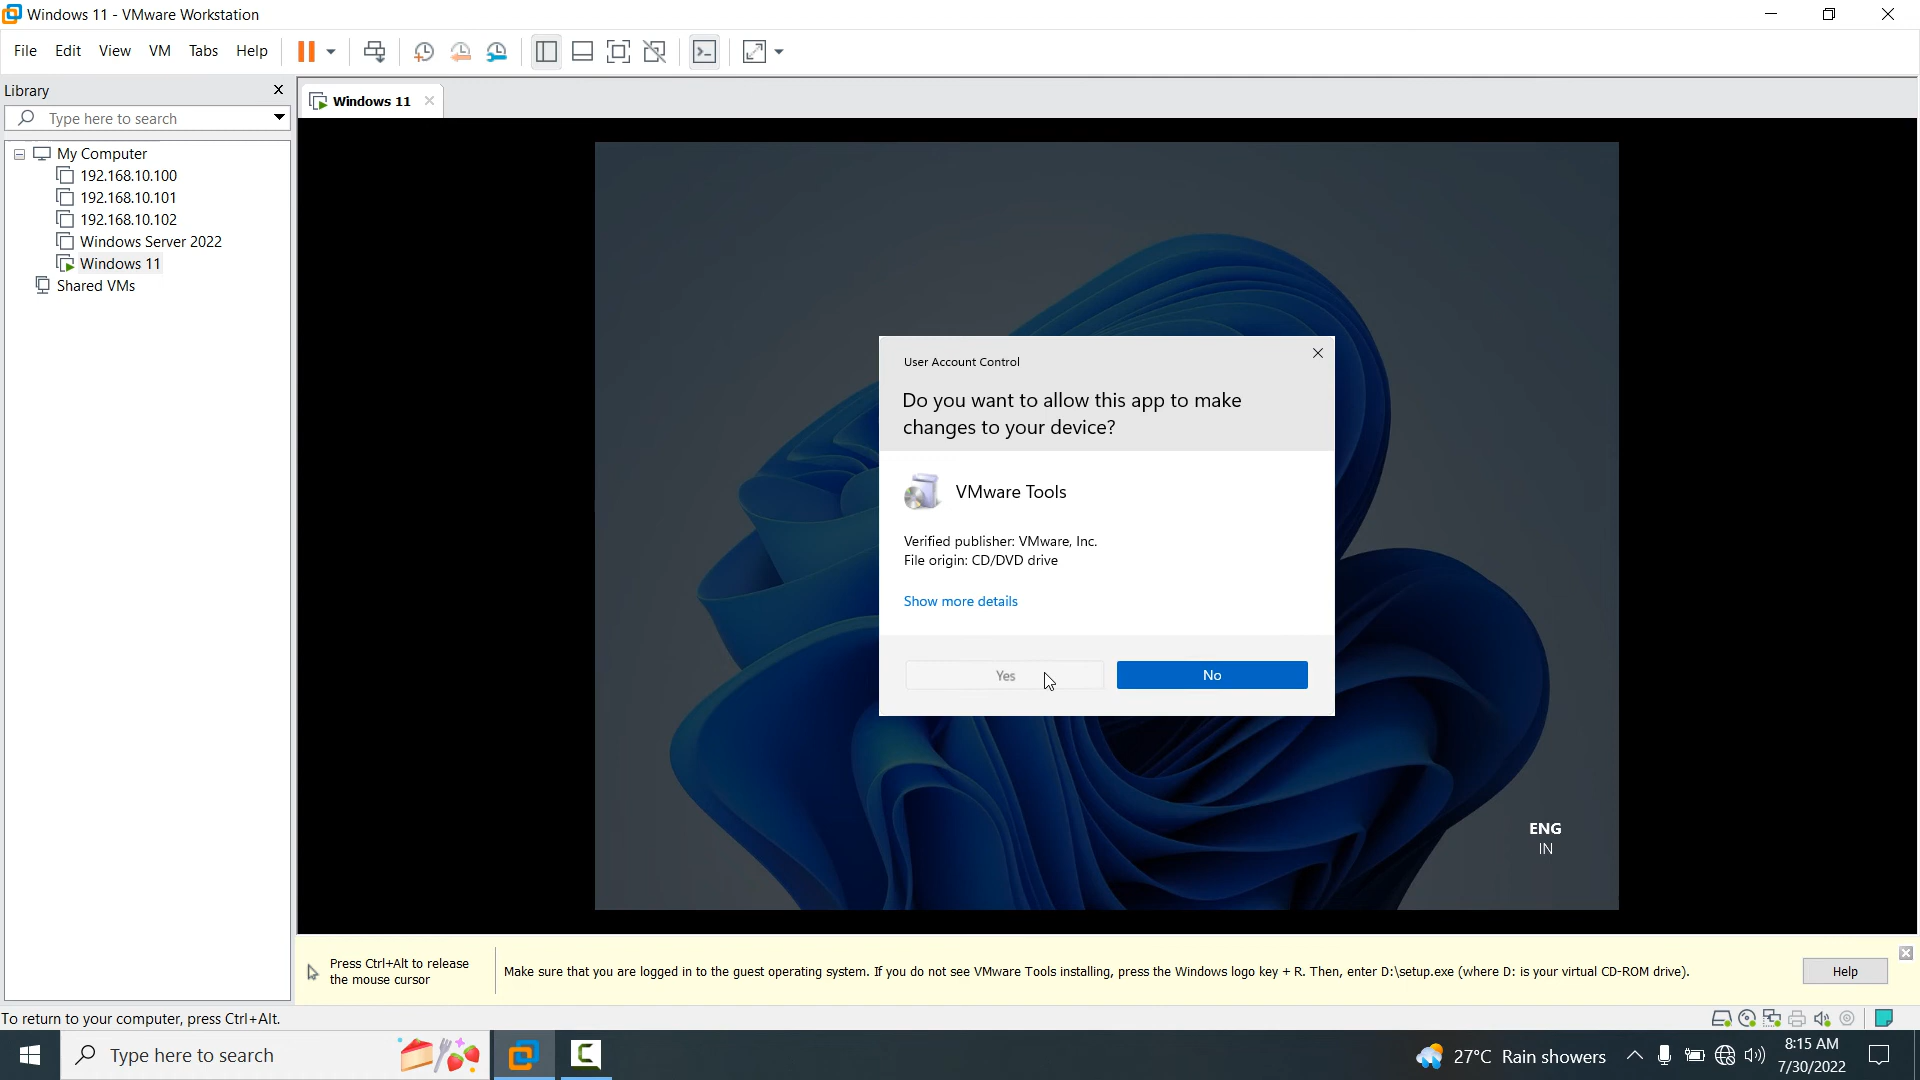 Windows 11 - VMware Workstation
File Edit View VM Tabs Help
Library
Type here to search
My Computer
192.168.10.100
192.168.10.101
192.168.10.102
Windows Server 2022
Windows 11
Shared VMs
Windows 11
User Account Control
Do you want to allow this app to make
changes to your device?
VMware Tools
Verified publisher: VMware, Inc.
File origin: CD/DVD drive
Show more details
Yes
No
ENG
IN
Press Ctrl+Alt to release
the mouse cursor
Make sure that you are logged in to the guest operating system. If you do not see VMware Tools installing, press the Windows logo key + R. Then, enter D:\setup.exe (where D: is your virtual CD-ROM drive).
Help
To return to your computer, press Ctrl+Alt.
Type here to search
27°C Rain showers
8:15 AM
7/30/2022